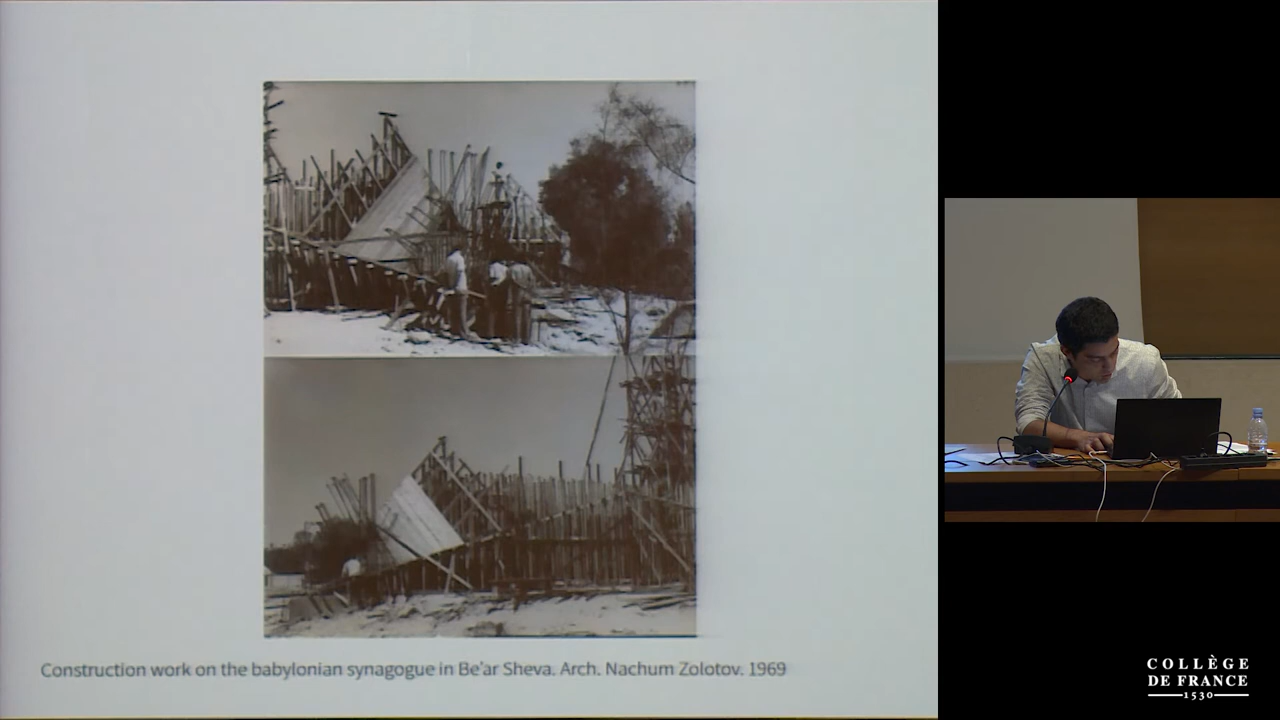 Construction work on the babylonian synagogue in Be'ar Sheva. Arch. Nachum Zolotov. 1969
COLLÈGE
DE FRANCE
1530